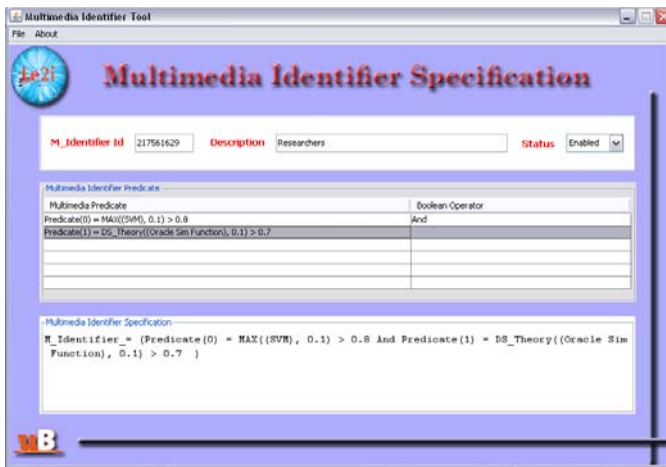 Multimedia Identifier Tool
File About
Le2i
Multimedia Identifier Specification
M_Identifier Id 217561629 Description Researchers Status Enabled
Multimedia Identifier Predicate
Multimedia Predicate Boolean Operator
Predicate(0) = MAX((SVM), 0.1) > 0.8 And
Predicate(1) = DS_Theory((Oracle Sim Function), 0.1) > 0.7
Multimedia Identifier Specification
M_Identifier_= (Predicate(0) = MAX((SVM), 0.1) > 0.8 And Predicate(1) = DS_Theory((Oracle Sim
Function), 0.1) > 0.7 )
uB